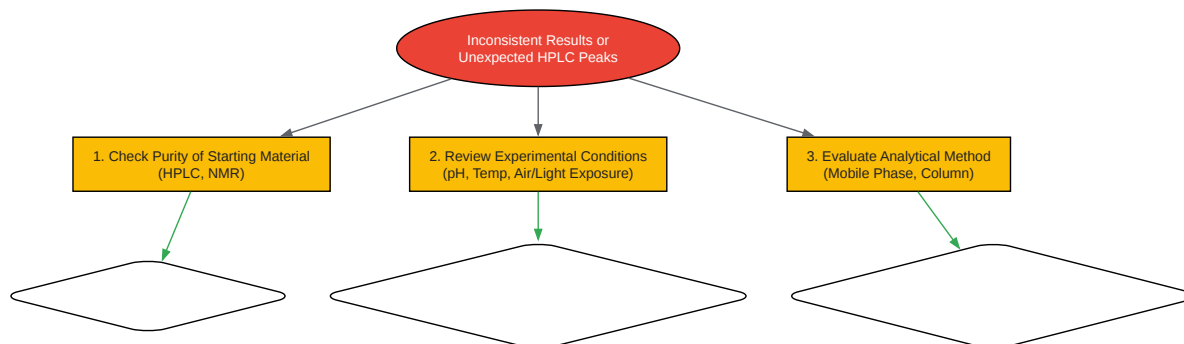 Inconsistent Results or
Unexpected HPLC Peaks
1. Check Purity of Starting Material
(HPLC, NMR)
2. Review Experimental Conditions
(pH, Temp, Air/Light Exposure)
3. Evaluate Analytical Method
(Mobile Phase, Column)